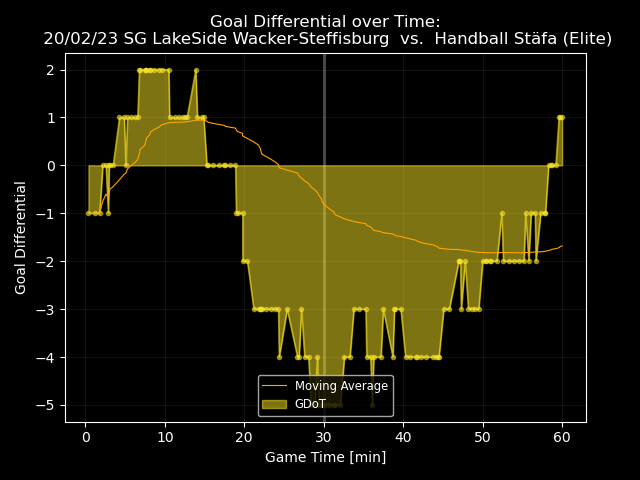 Goal Differential over Time:
20/02/23 SG LakeSide Wacker-Steffisburg vs. Handball Stäfa (Elite)
Goal Differential
2
1
0
−1
−2
−3
−4
−5
Moving Average
GDoT
0 10 20 30 40 50 60
Game Time [min]